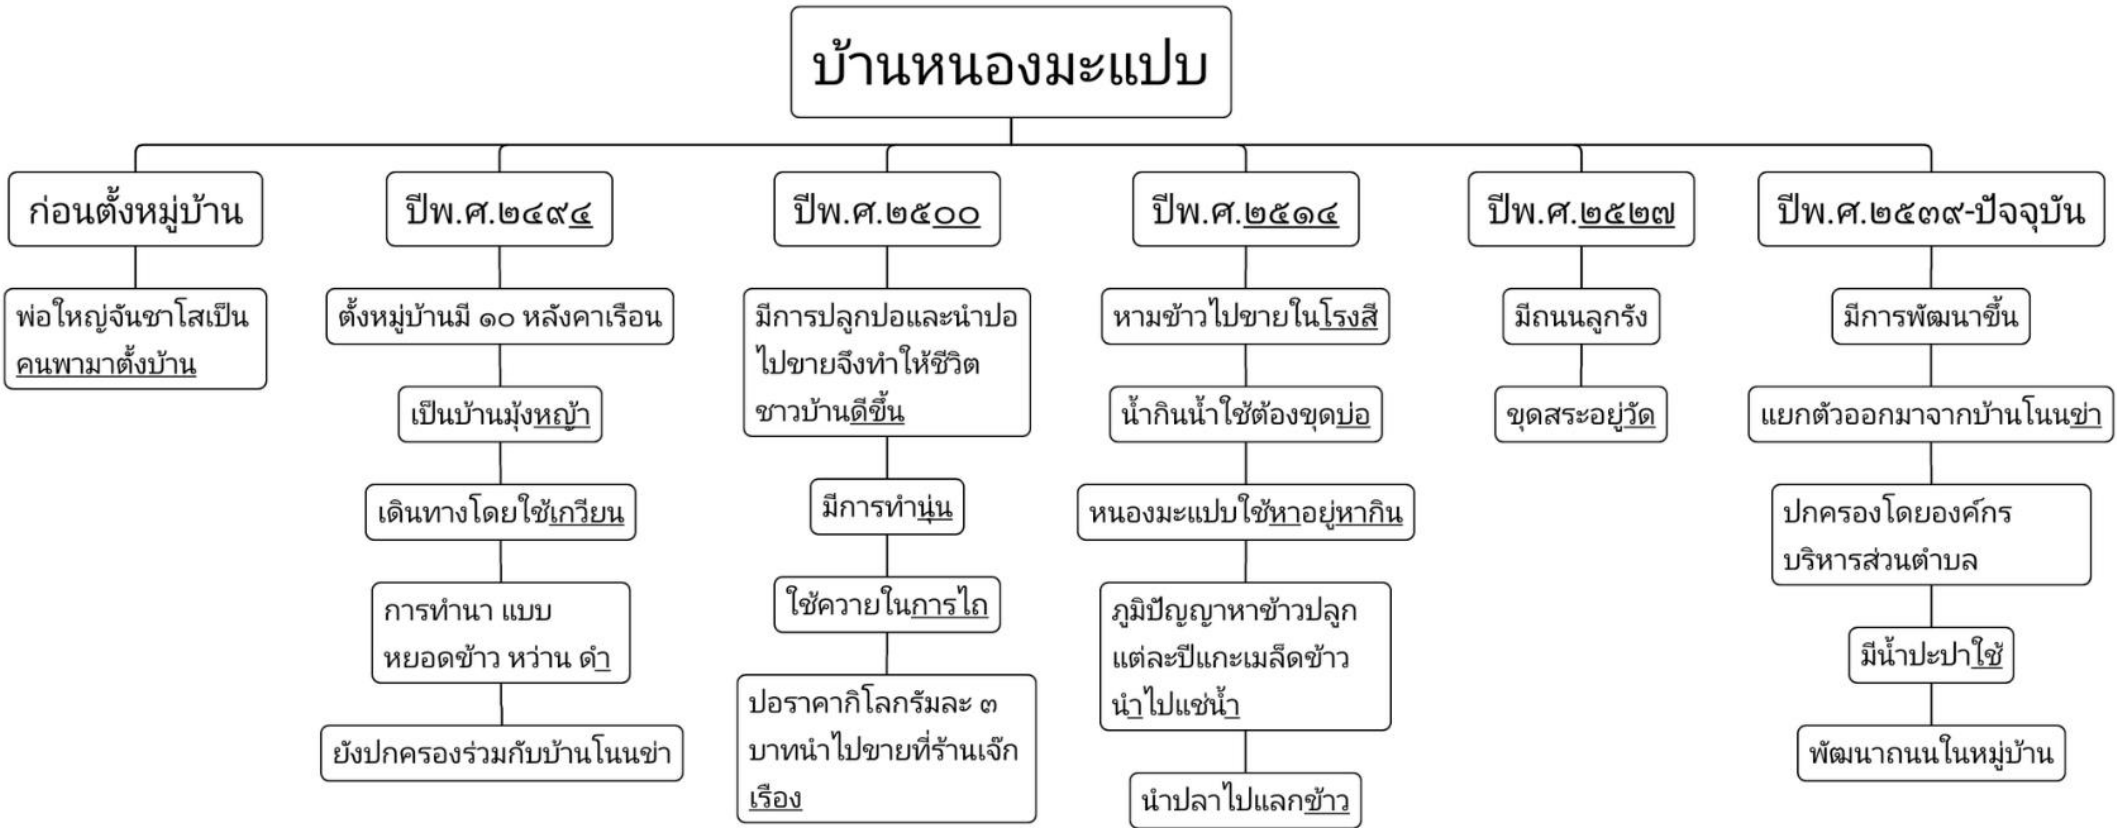 บ้านหนองมะแปบ
ก่อนตั้งหมู่บ้าน
พ่อใหญ่จันชาโสเป็น
คนพามาตั้งบ้าน
ปีพ.ศ.๒๔๙๔
ตั้งหมู่บ้านมี ๑๐ หลังคาเรือน
เป็นบ้านมุ้งหญ้า
เดินทางโดยใช้เกวียน
การทำนา แบบ
หยอดข้าว หว่าน ดำ
ยังปกครองร่วมกับบ้านโนนข่า
ปีพ.ศ.๒๕๐๐
มีการปลูกปอและนำปอ
ไปขายจึงทำให้ชีวิต
ชาวบ้านดีขึ้น
มีการทำนุ่น
ใช้ควายในการไถ
ปอราคากิโลกรัมละ ๓
บาทนำไปขายที่ร้านเจ๊ก
เรือง
ปีพ.ศ.๒๕๑๔
หามข้าวไปขายในโรงสี
น้ำกินน้ำใช้ต้องขุดบ่อ
หนองมะแปบใช้หาอยู่หากิน
ภูมิปัญญาหาข้าวปลูก
แต่ละปีแกะเมล็ดข้าว
นำไปแช่น้ำ
นำปลาไปแลกข้าว
ปีพ.ศ.๒๕๒๗
มีถนนลูกรัง
ขุดสระอยู่วัด
ปีพ.ศ.๒๕๓๙-ปัจจุบัน
มีการพัฒนาขึ้น
แยกตัวออกมาจากบ้านโนนข่า
ปกครองโดยองค์กร
บริหารส่วนตำบล
มีน้ำปะปาใช้
พัฒนาถนนในหมู่บ้าน